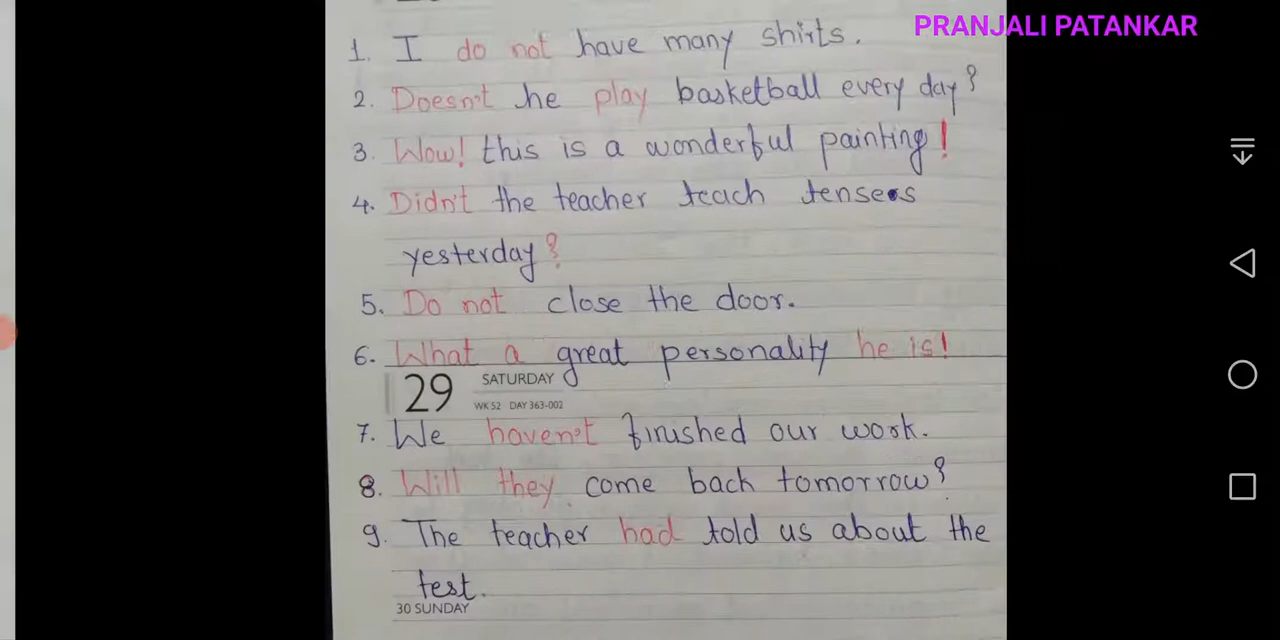 PRANJALI PATANKAR
1. I do not have many shirts.
2. Doesn't he play basketball every day?
3. Wow! this is a wonderful painting!
4. Didn't the teacher teach tenses
yesterday?
5. Do not close the door.
6. What a great personality he is!
29 SATURDAY
WK 52 DAY 363-002
7. We haven't finished our work.
8. Will they come back tomorrow?
9. The teacher had told us about the
test.
30 SUNDAY